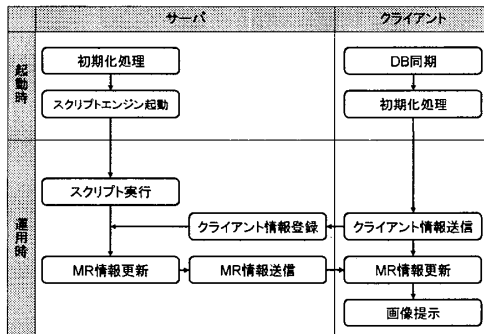 サーバ
クライアント
起動時
初期化処理
DB同期
スクリプトエンジン起動
初期化処理
運用時
スクリプト実行
クライアント情報登録
クライアント情報送信
MR情報更新
MR情報送信
MR情報更新
画像提示